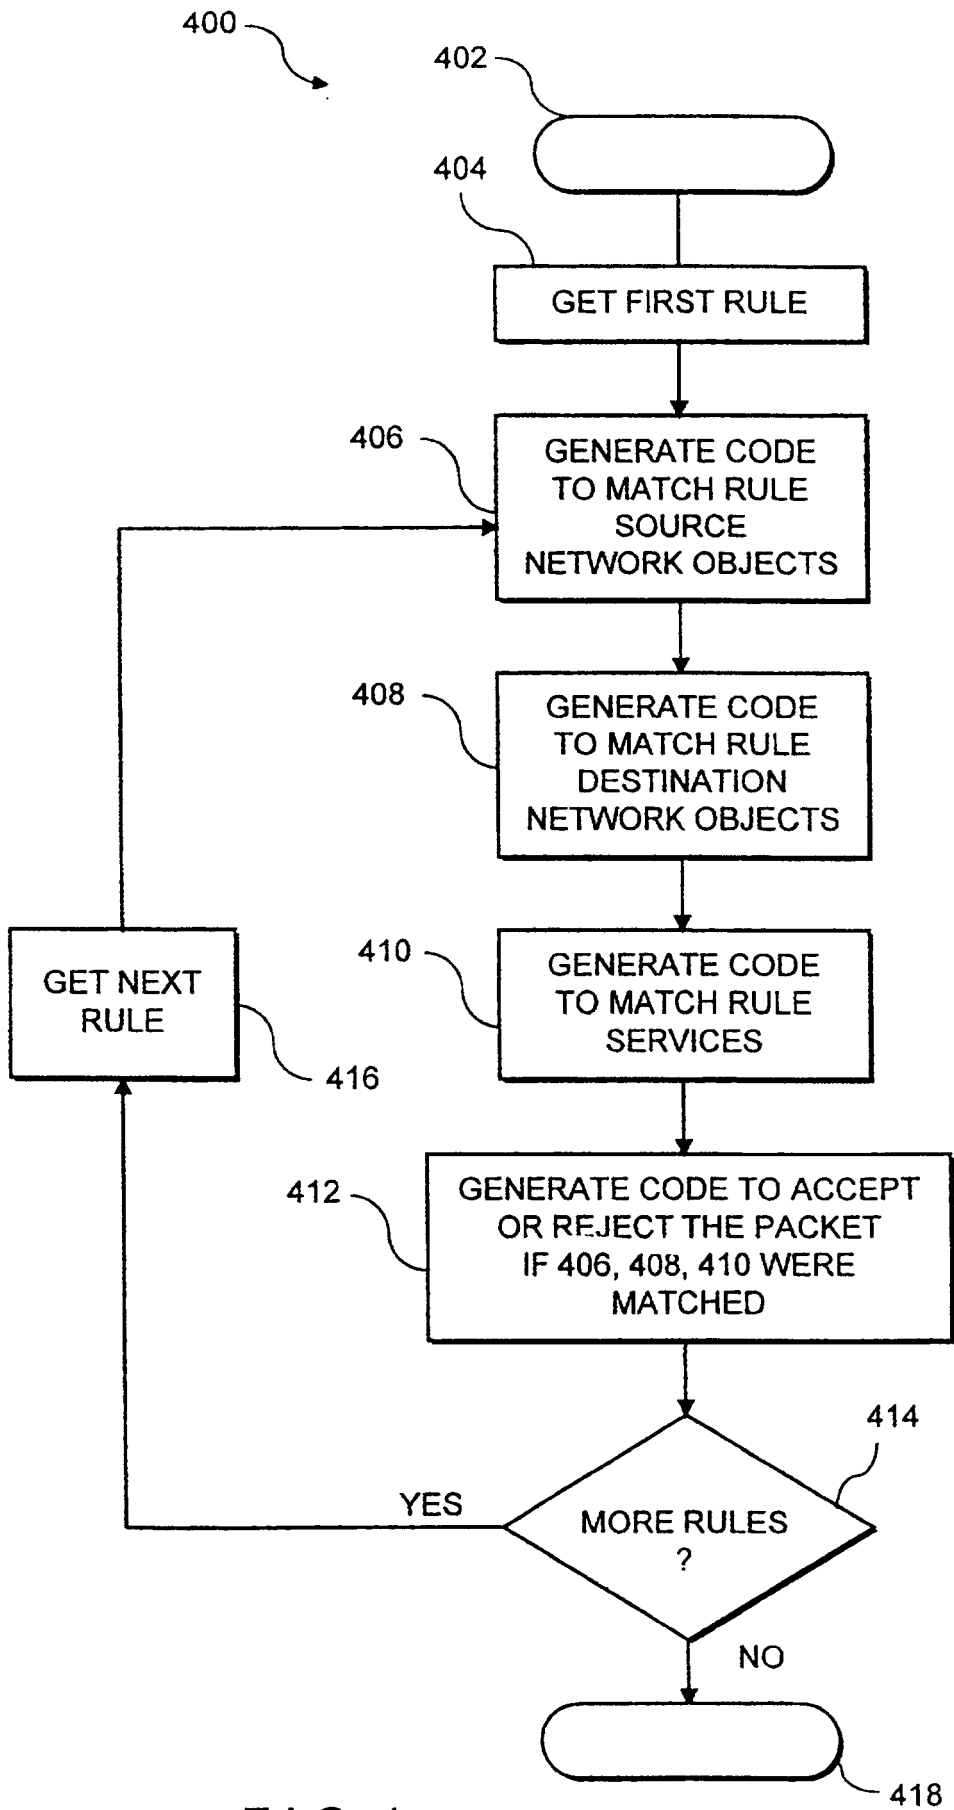 400
402
404
GET FIRST RULE
406
GENERATE CODE
TO MATCH RULE
SOURCE
NETWORK OBJECTS
408
GENERATE CODE
TO MATCH RULE
DESTINATION
NETWORK OBJECTS
410
GENERATE CODE
TO MATCH RULE
SERVICES
GET NEXT
RULE
416
412
GENERATE CODE TO ACCEPT
OR REJECT THE PACKET
IF 406, 408, 410 WERE
MATCHED
414
YES
MORE RULES
?
NO
418